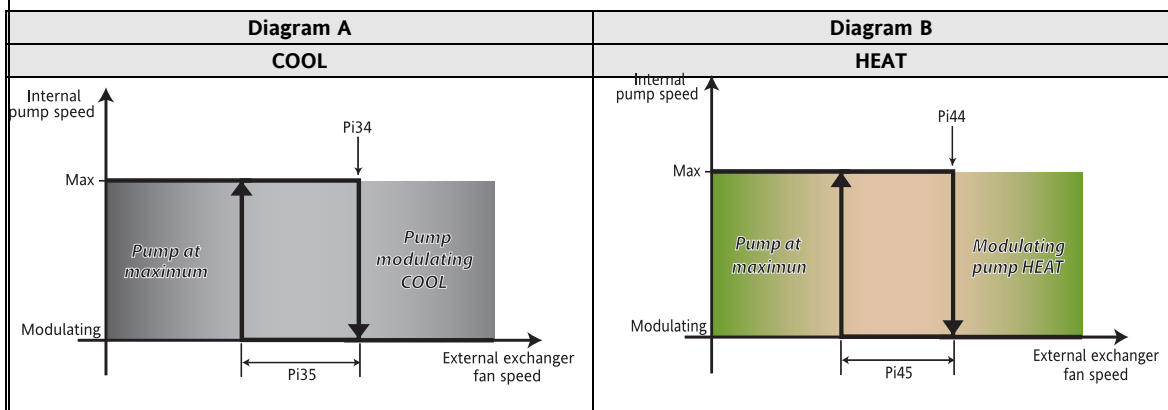 Diagram A
Diagram B
COOL
HEAT
Internal
pump speed
Pi34
Max
Pump at
maximum
Pump
modulating
COOL
Modulating
Pi35
External exchanger
fan speed
Internal
pump speed
Pi44
Max
Pump at
maximun
Modulating
pump HEAT
Modulating
Pi45
External exchanger
fan speed